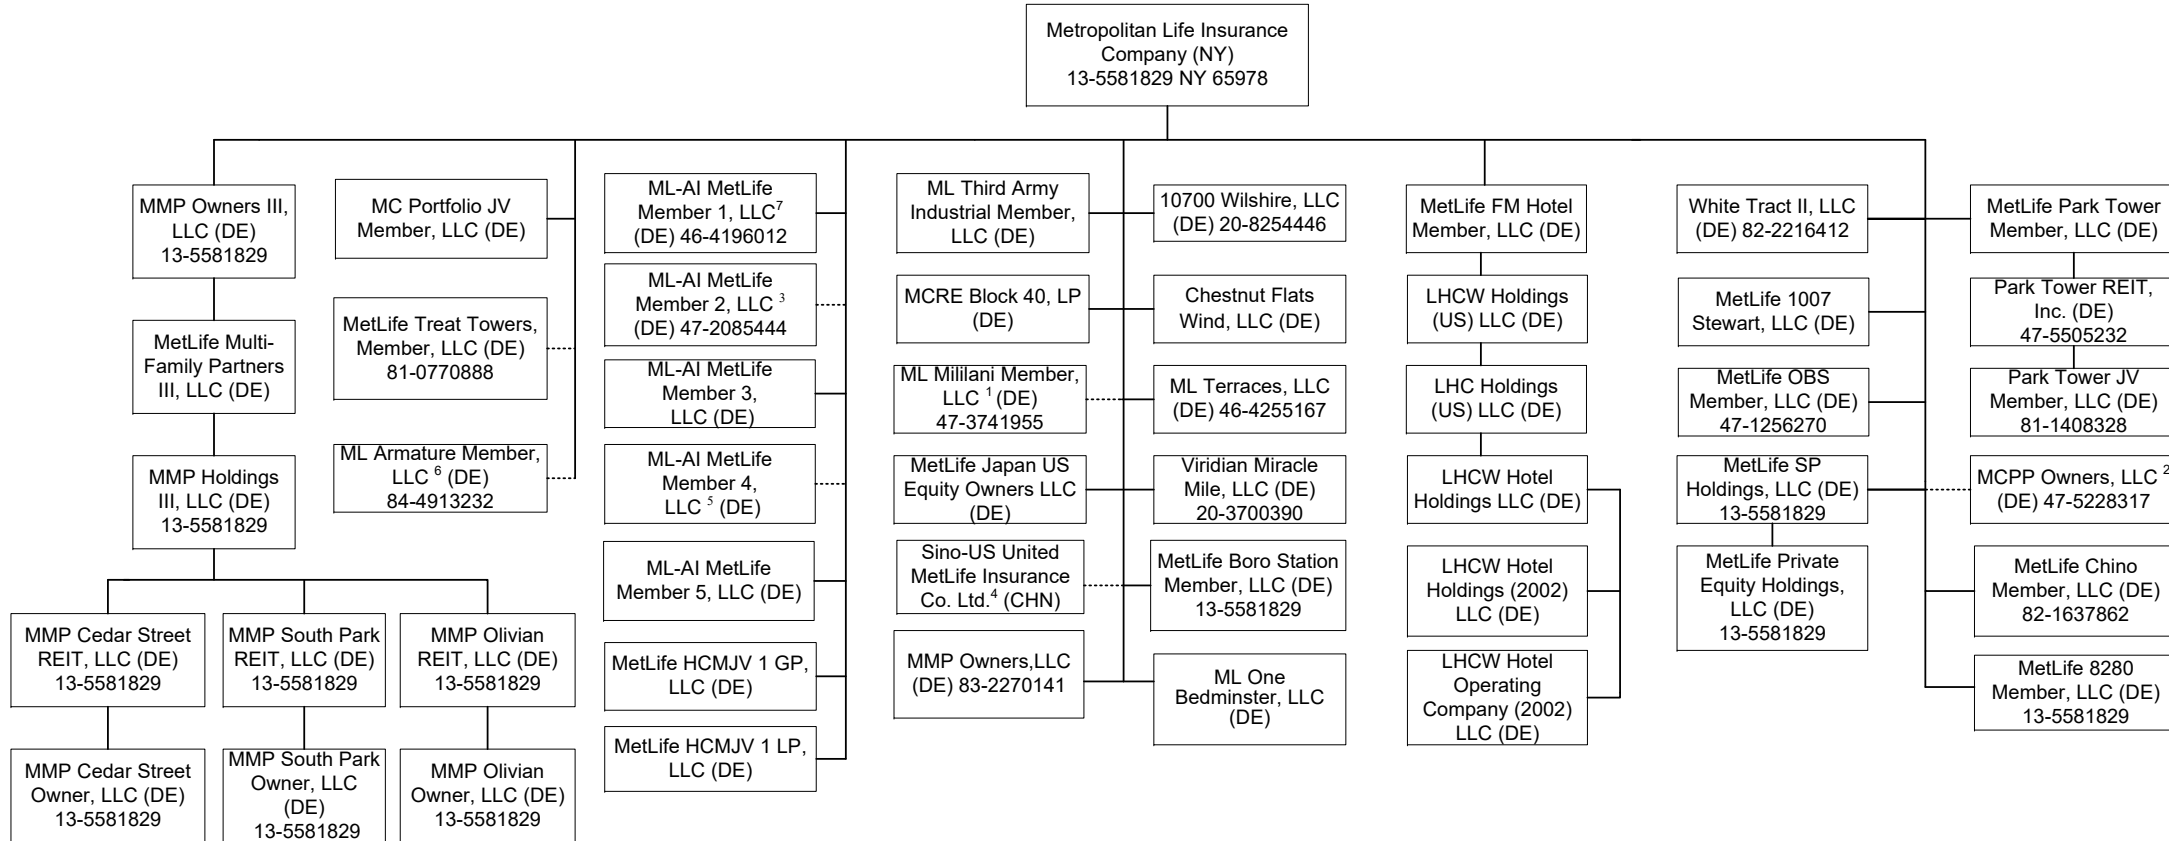 Metropolitan Life Insurance
Company (NY)
13-5581829 NY 65978
MMP Owners III,
LLC (DE)
13-5581829
MetLife Multi-
Family Partners
III, LLC (DE)
MMP Holdings
III, LLC (DE)
13-5581829
MMP Cedar Street
REIT, LLC (DE)
13-5581829
MMP Cedar Street
Owner, LLC (DE)
13-5581829
MMP South Park
REIT, LLC (DE)
13-5581829
MMP South Park
Owner, LLC
(DE)
13-5581829
MMP Olivian
REIT, LLC (DE)
13-5581829
MMP Olivian
Owner, LLC (DE)
13-5581829
MC Portfolio JV
Member, LLC (DE)
MetLife Treat Towers,
Member, LLC (DE)
81-0770888
ML Armature Member,
LLC 6 (DE)
84-4913232
ML-AI MetLife
Member 1, LLC7
(DE) 46-4196012
ML-AI MetLife
Member 2, LLC 3
(DE) 47-2085444
ML-AI MetLife
Member 3,
LLC (DE)
ML-AI MetLife
Member 4,
LLC 5 (DE)
ML-AI MetLife
Member 5, LLC (DE)
MetLife HCMJV 1 GP,
LLC (DE)
MetLife HCMJV 1 LP,
LLC (DE)
ML Third Army
Industrial Member,
LLC (DE)
MCRE Block 40, LP
(DE)
ML Mililani Member,
LLC 1 (DE)
47-3741955
MetLife Japan US
Equity Owners LLC
(DE)
Sino-US United
MetLife Insurance
Co. Ltd.4 (CHN)
MMP Owners,LLC
(DE) 83-2270141
10700 Wilshire, LLC
(DE) 20-8254446
Chestnut Flats
Wind, LLC (DE)
ML Terraces, LLC
(DE) 46-4255167
Viridian Miracle
Mile, LLC (DE)
20-3700390
MetLife Boro Station
Member, LLC (DE)
13-5581829
ML One
Bedminster, LLC
(DE)
MetLife FM Hotel
Member, LLC (DE)
LHCW Holdings
(US) LLC (DE)
LHC Holdings
(US) LLC (DE)
LHCW Hotel
Holdings LLC (DE)
LHCW Hotel
Holdings (2002)
LLC (DE)
LHCW Hotel
Operating
Company (2002)
LLC (DE)
White Tract II, LLC
(DE) 82-2216412
MetLife 1007
Stewart, LLC (DE)
MetLife OBS
Member, LLC (DE)
47-1256270
MetLife SP
Holdings, LLC (DE)
13-5581829
MetLife Private
Equity Holdings,
LLC (DE)
13-5581829
MetLife Park Tower
Member, LLC (DE)
Park Tower REIT,
Inc. (DE)
47-5505232
Park Tower JV
Member, LLC (DE)
81-1408328
MCPP Owners, LLC 2
(DE) 47-5228317
MetLife Chino
Member, LLC (DE)
82-1637862
MetLife 8280
Member, LLC (DE)
13-5581829